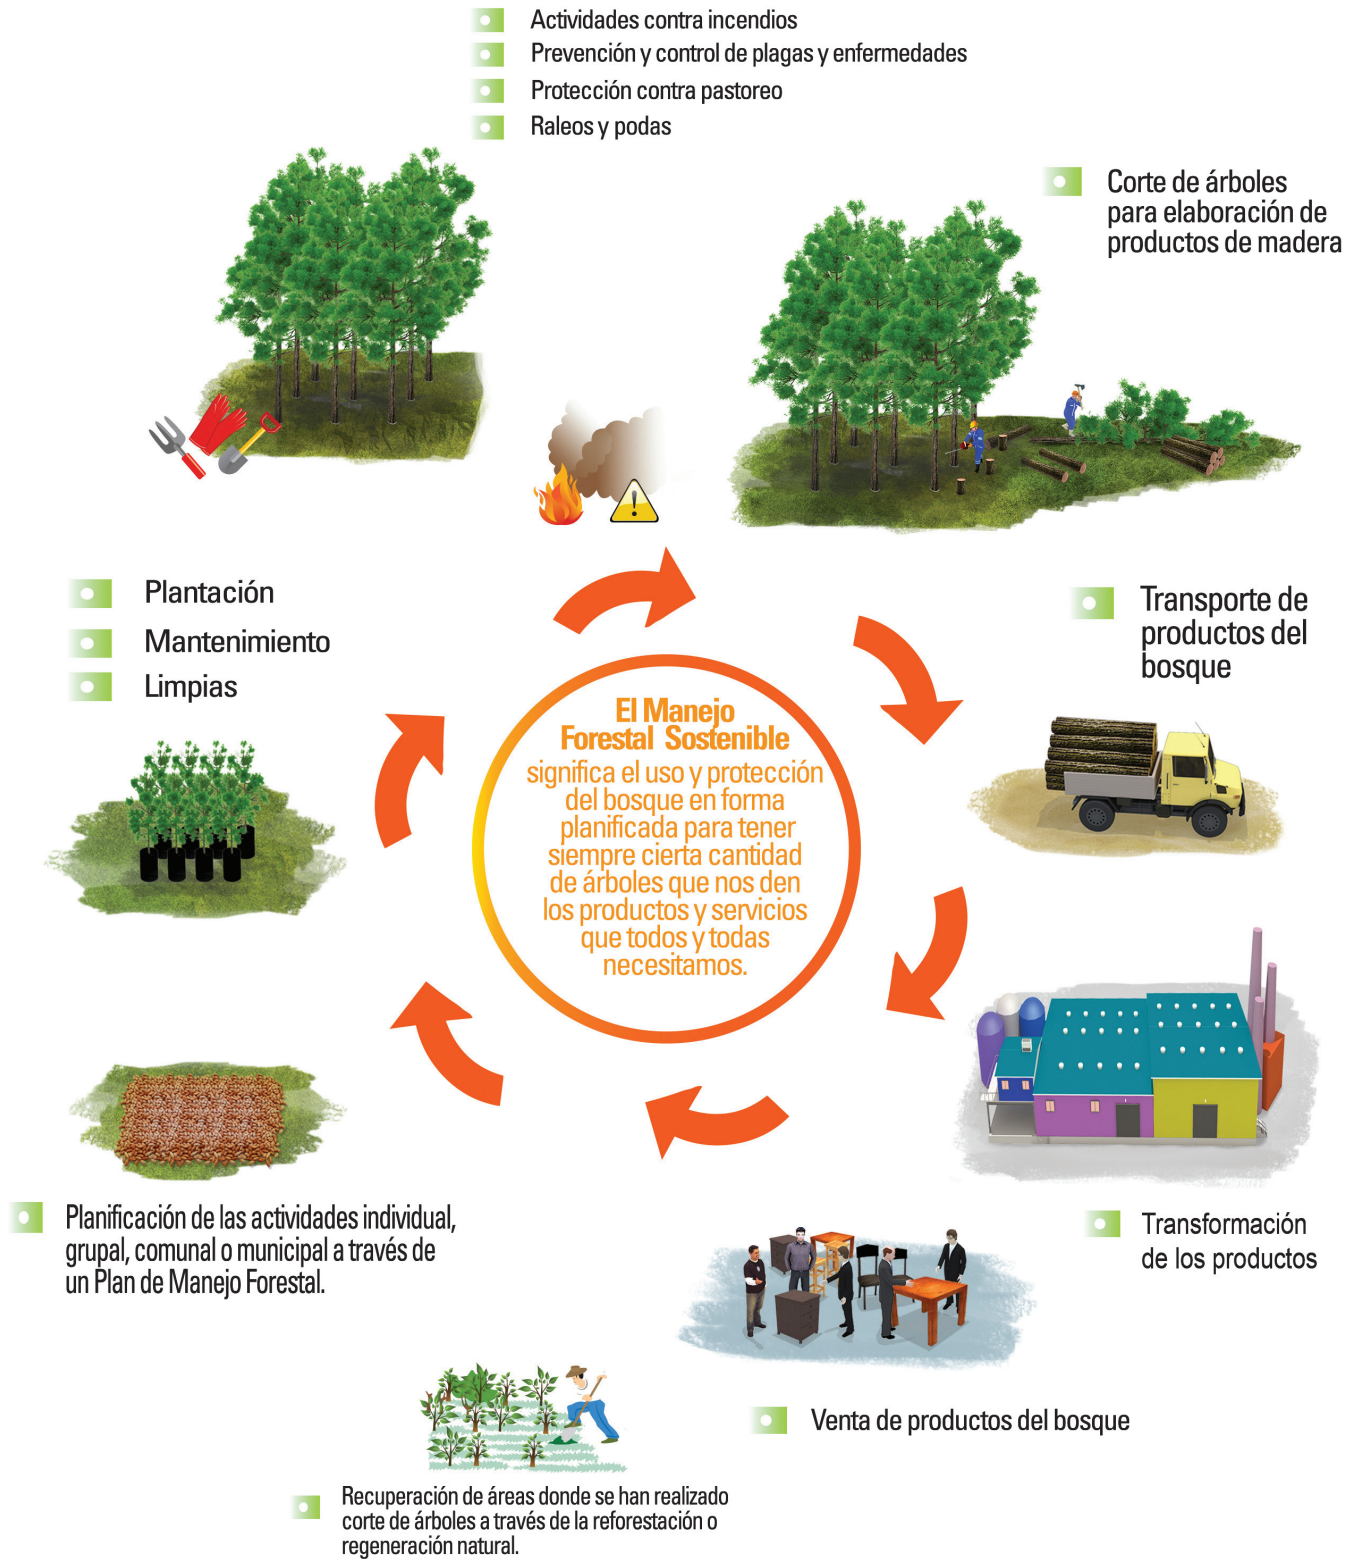 Actividades contra incendios
Prevención y control de plagas y enfermedades
Protección contra pastoreo
Raleos y podas
Corte de árboles
para elaboración de
productos de madera
Plantación
Mantenimiento
Limpias
Transporte de
productos del
bosque
El Manejo
Forestal Sostenible
significa el uso y protección
del bosque en forma
planificada para tener
siempre cierta cantidad
de árboles que nos den
los productos y servicios
que todos y todas
necesitamos.
Planificación de las actividades individual,
grupal, comunal o municipal a través de
un Plan de Manejo Forestal.
Transformación
de los productos
Venta de productos del bosque
Recuperación de áreas donde se han realizado
corte de árboles a través de la reforestación o
regeneración natural.